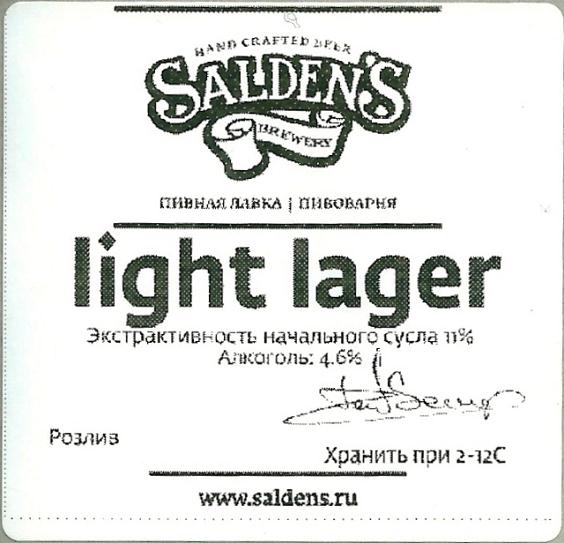 HAND CRAFTED BEER
SALDEN'S
BREWERY
ПИВНАЯ ЛАВКА | ПИВОВАРНЯ
light lager
Экстрактивность начального сусла 11%
Алкоголь: 4.6%
Розлив
Хранить при 2-12С
www.saldens.ru